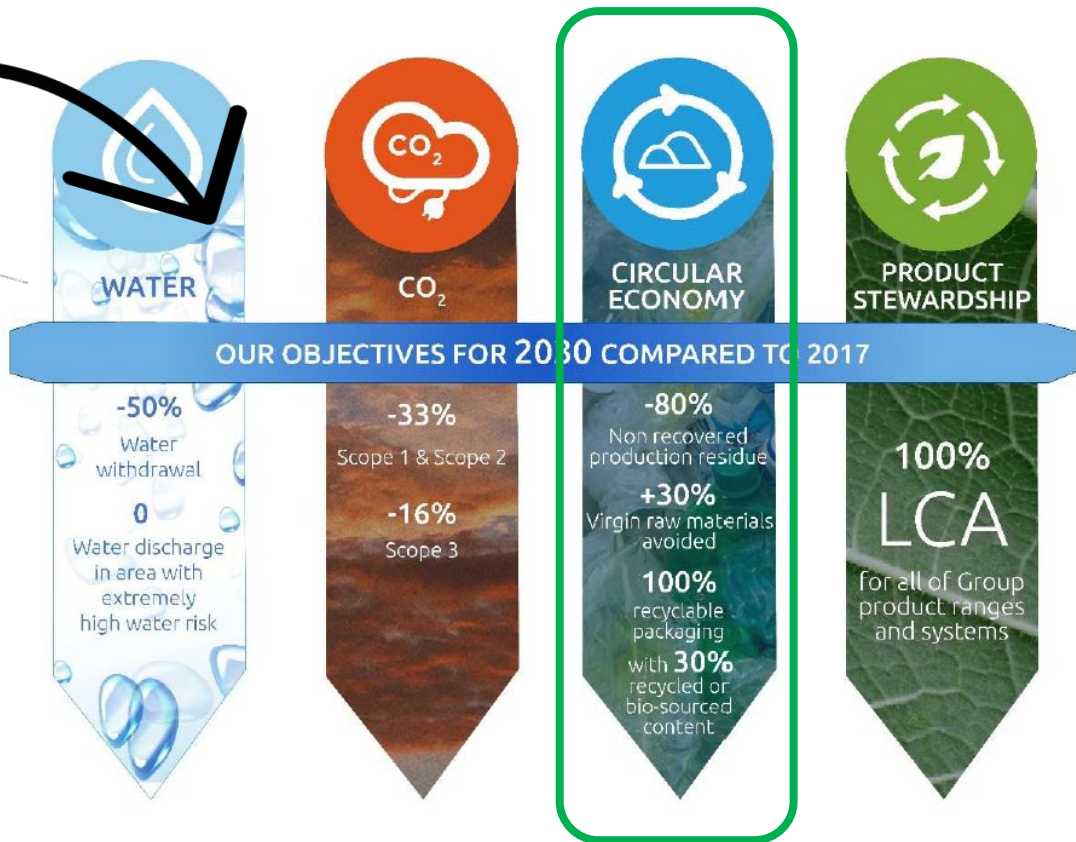 CO2
WATER
CO2
CIRCULAR
ECONOMY
PRODUCT
STEWARDSHIP
OUR OBJECTIVES FOR 2030 COMPARED TO 2017
-50%
Water
withdrawal
0
Water discharge
in area with
extremely
high water risk
-33%
Scope 1 & Scope 2
-16%
Scope 3
-80%
Non recovered
production residue
+30%
Virgin raw materials
avoided
100%
recyclable
packaging
with 30%
recycled or
bio-sourced
content
100%
LCA
for all of Group
product ranges
and systems